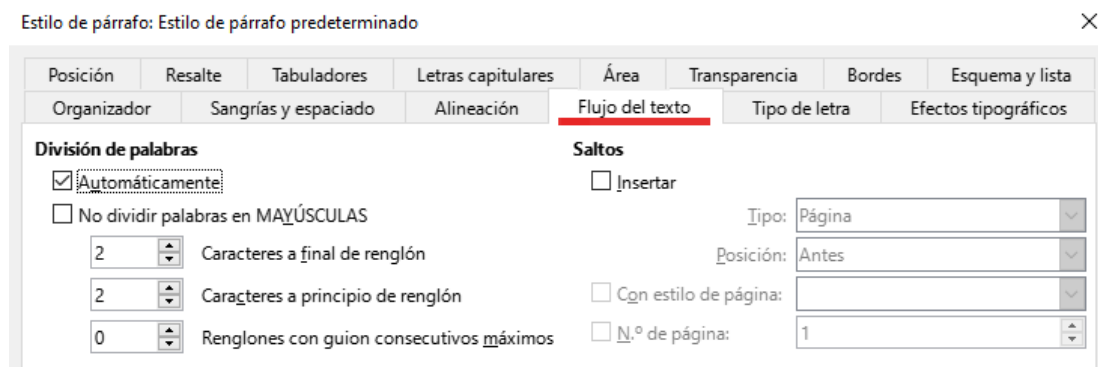 Estilo de párrafo: Estilo de párrafo predeterminado
Posición Resalte Tabuladores Letras capitulares Área Transparencia Bordes Esquema y lista
Organizador Sangrías y espaciado Alineación Flujo del texto Tipo de letra Efectos tipográficos
División de palabras
Automáticamente
No dividir palabras en MAYÚSCULAS
2 Caracteres a final de renglón
2 Caracteres a principio de renglón
0 Renglones con guion consecutivos máximos
Saltos
Insertar
Tipo: Página
Posición: Antes
Con estilo de página:
N.º de página: 1